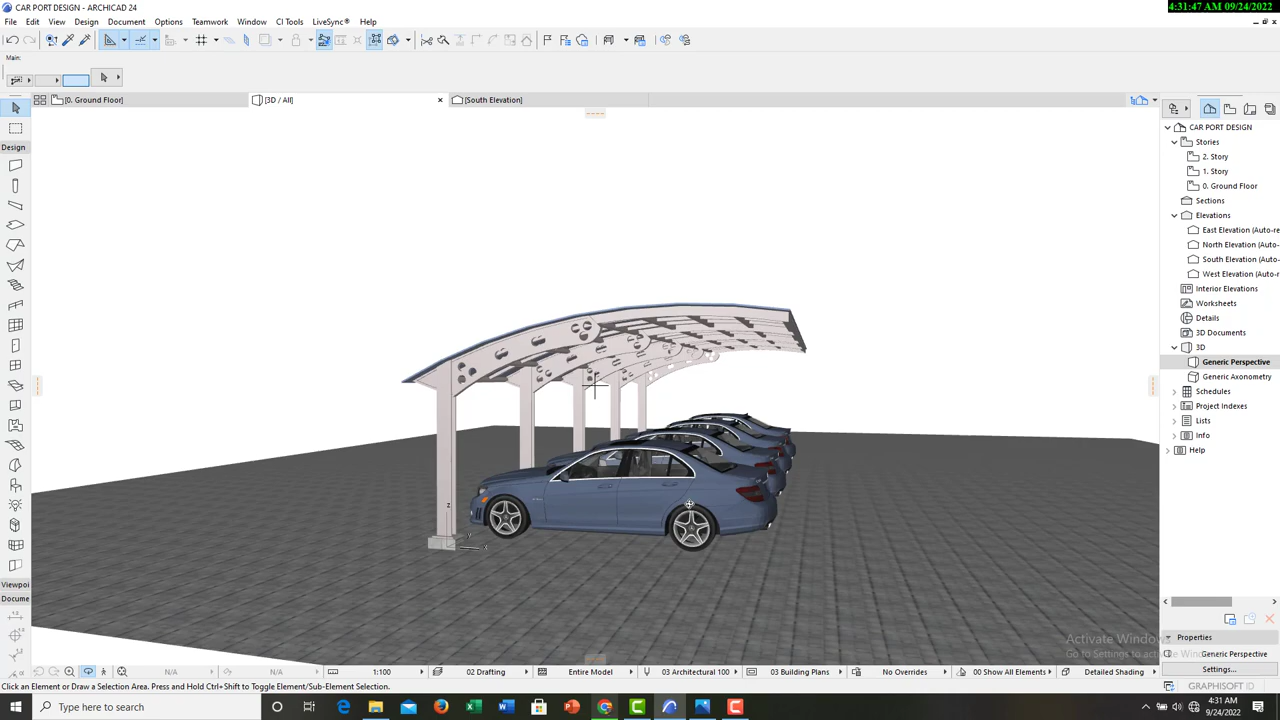 CAR PORT DESIGN - ARCHICAD 24
4:31:47 AM 09/24/2022
File Edit View Design Document Options Teamwork Window CI Tools LiveSync® Help
Main:
[0. Ground Floor]
[3D / All]
[South Elevation]
Design
CAR PORT DESIGN
Stories
2. Story
1. Story
0. Ground Floor
Sections
Elevations
East Elevation (Auto-re
North Elevation (Auto-r
South Elevation (Auto-r
West Elevation (Auto-r
Interior Elevations
Worksheets
Details
3D Documents
3D
Generic Perspective
Generic Axonometry
Schedules
Project Indexes
Lists
Info
Help
Z
Y
X
Viewpoi
Docume
Activate Windows
Go to Settings to activate Win
Properties
Generic Perspective
Settings...
N/A N/A 1:100 02 Drafting Entire Model 03 Architectural 100 03 Building Plans No Overrides 00 Show All Elements Detailed Shading
Click an Element or Draw a Selection Area. Press and Hold Ctrl+Shift to Toggle Element/Sub-Element Selection.
GRAPHISOFT
Type here to search
4:31 AM
9/24/2022